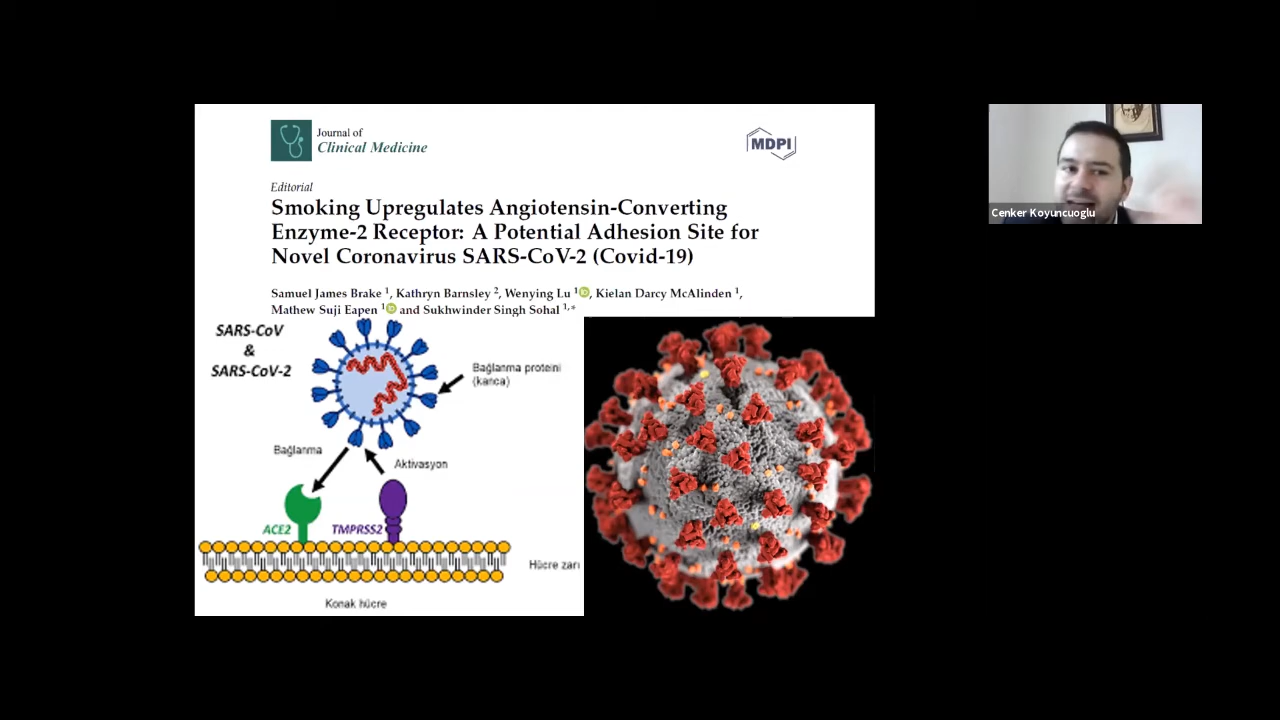 Journal of
Clinical Medicine
MDPI
Editorial
Smoking Upregulates Angiotensin-Converting
Enzyme-2 Receptor: A Potential Adhesion Site for
Novel Coronavirus SARS-CoV-2 (Covid-19)
Samuel James Brake 1, Kathryn Barnsley 2, Wenying Lu 1 iD, Kielan Darcy McAlinden 1,
Mathew Suji Eapen 1 iD and Sukhwinder Singh Sohal 1,*
SARS-CoV
&
SARS-CoV-2
Bağlanma proteini
(kanca)
Bağlanma
Aktivasyon
ACE2
TMPRSS2
Hücre zarı
Konak hücre
Cenker Koyuncuoglu